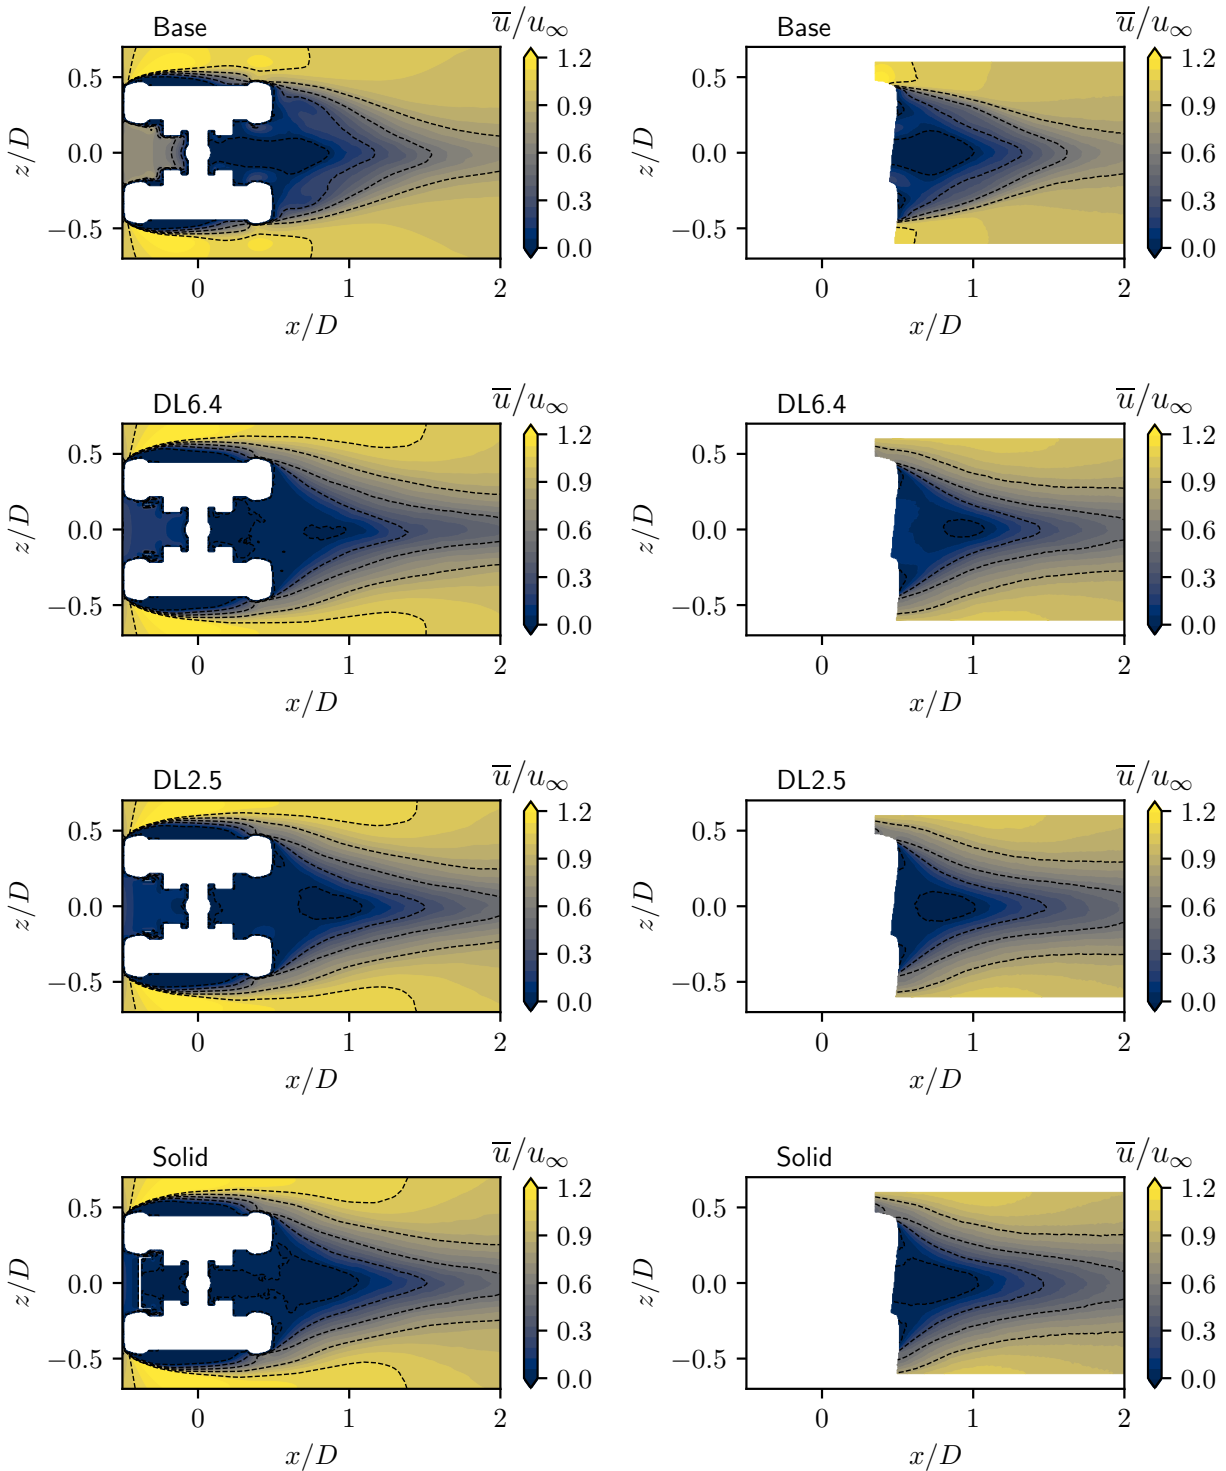 Base u̅/u∞ Base u̅/u∞
0.5 1.2 0.5 1.2
0.9 0.9
z/D 0.0 0.6 z/D 0.0 0.6
0.3 0.3
−0.5 0.0 −0.5 0.0
0 1 2 0 1 2
x/D x/D
DL6.4 u̅/u∞ DL6.4 u̅/u∞
0.5 1.2 0.5 1.2
0.9 0.9
z/D 0.0 0.6 z/D 0.0 0.6
0.3 0.3
−0.5 0.0 −0.5 0.0
0 1 2 0 1 2
x/D x/D
DL2.5 u̅/u∞ DL2.5 u̅/u∞
0.5 1.2 0.5 1.2
0.9 0.9
z/D 0.0 0.6 z/D 0.0 0.6
0.3 0.3
−0.5 0.0 −0.5 0.0
0 1 2 0 1 2
x/D x/D
Solid u̅/u∞ Solid u̅/u∞
0.5 1.2 0.5 1.2
0.9 0.9
z/D 0.0 0.6 z/D 0.0 0.6
0.3 0.3
−0.5 0.0 −0.5 0.0
0 1 2 0 1 2
x/D x/D